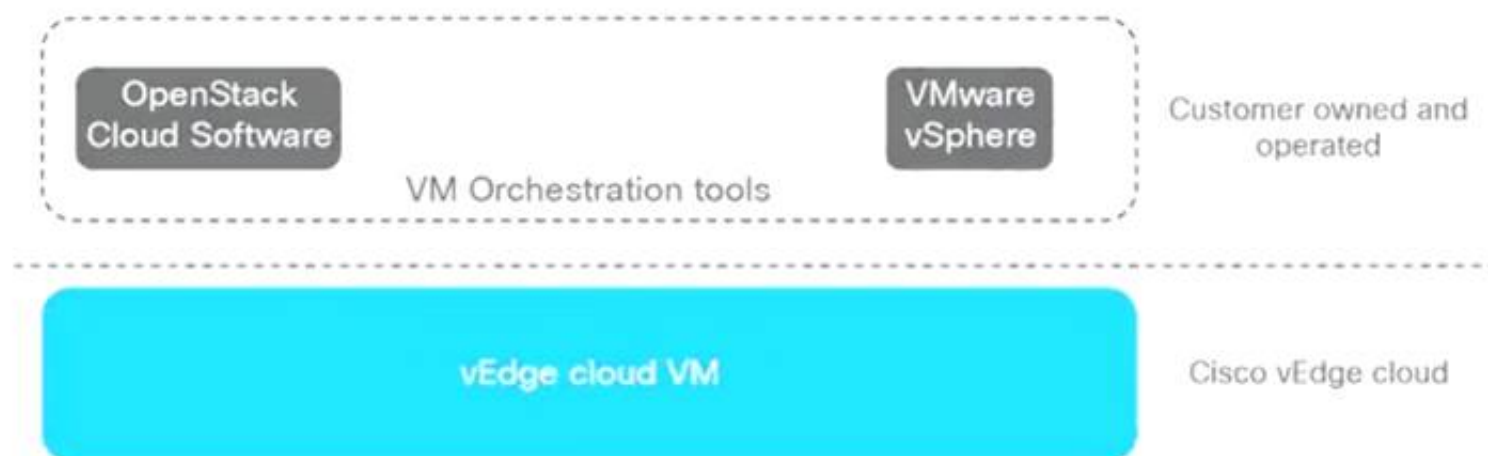 OpenStack
Cloud Software
VMware
vSphere
Customer owned and
operated
VM Orchestration tools
vEdge cloud VM
Cisco vEdge cloud